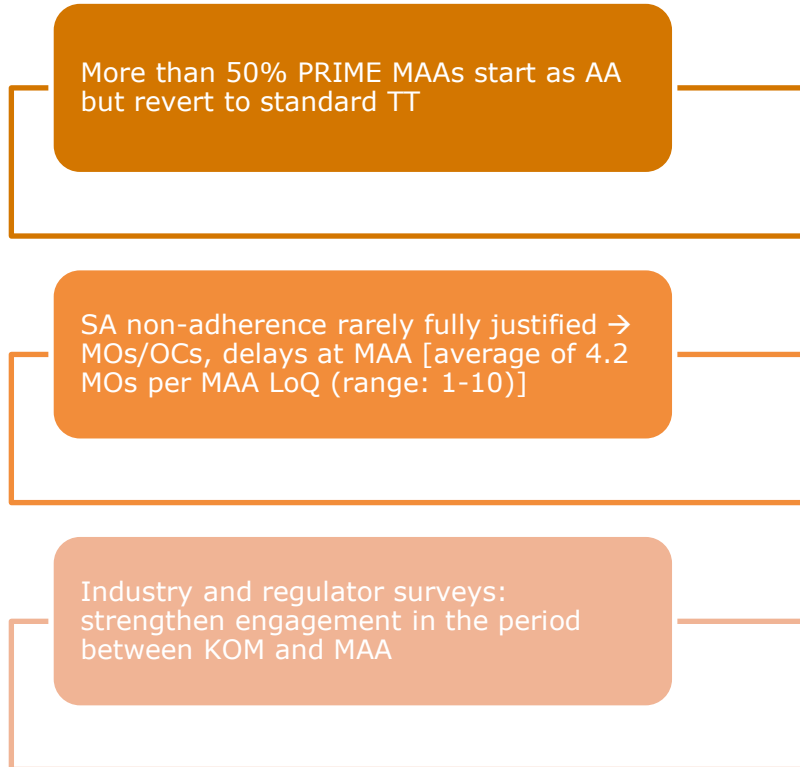 More than 50% PRIME MAAs start as AA
but revert to standard TT
SA non-adherence rarely fully justified →
MOs/OCs, delays at MAA [average of 4.2
MOs per MAA LoQ (range: 1-10)]
Industry and regulator surveys:
strengthen engagement in the period
between KOM and MAA